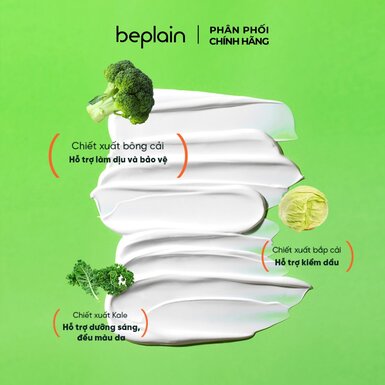 beplain
PHÂN PHỐI
CHÍNH HÃNG
Chiết xuất bông cải
Hỗ trợ làm dịu và bảo vệ
Chiết xuất bắp cải
Hỗ trợ kiềm dầu
Chiết xuất Kale
Hỗ trợ dưỡng sáng,
đều màu da